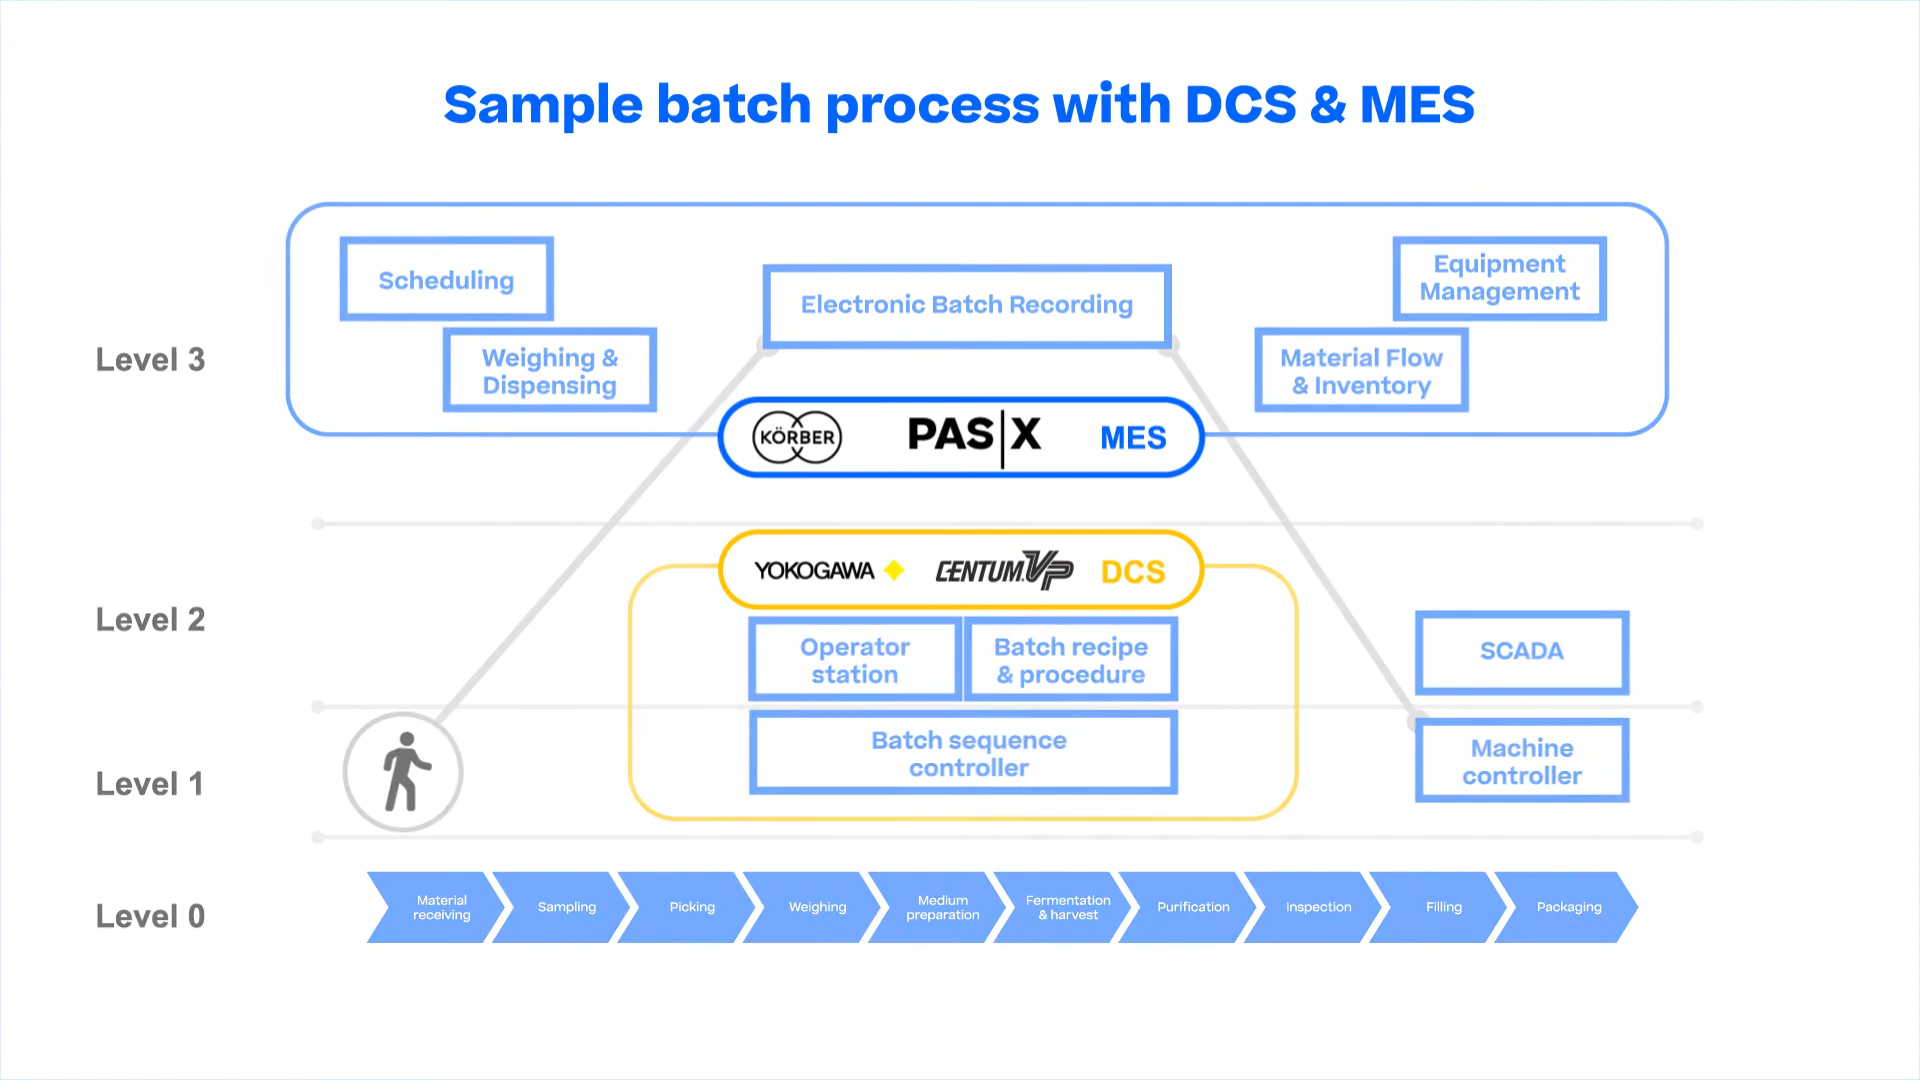 Sample batch process with DCS & MES
Level 3
Scheduling
Weighing &
Dispensing
Electronic Batch Recording
Equipment
Management
Material Flow
& Inventory
KÖRBER
PAS|X
MES
Level 2
YOKOGAWA
CENTUM VP
DCS
Operator
station
Batch recipe
& procedure
SCADA
Level 1
Batch sequence
controller
Machine
controller
Level 0
Material
receiving
Sampling
Picking
Weighing
Medium
preparation
Fermentation
& harvest
Purification
Inspection
Filling
Packaging